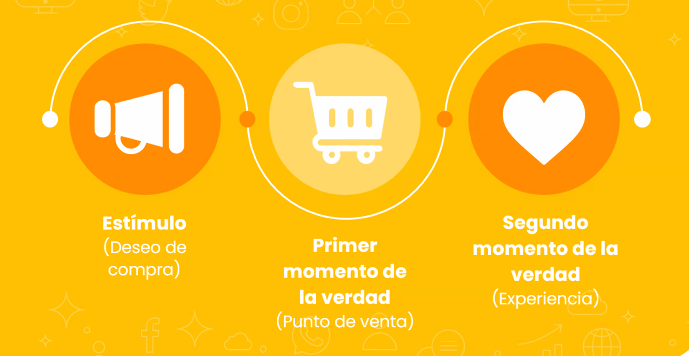 Estímulo
(Deseo de
compra)
Primer
momento de
la verdad
(Punto de venta)
Segundo
momento de la
verdad
(Experiencia)